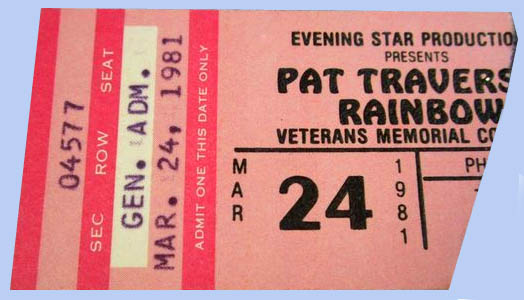 04577
SEC ROW SEAT
GEN. ADM.
MAR. 24, 1981
ADMIT ONE THIS DATE ONLY
EVENING STAR PRODUCTIO
PRESENTS
PAT TRAVERS
RAINBOW
VETERANS MEMORIAL CO
MAR
24
1981
PH